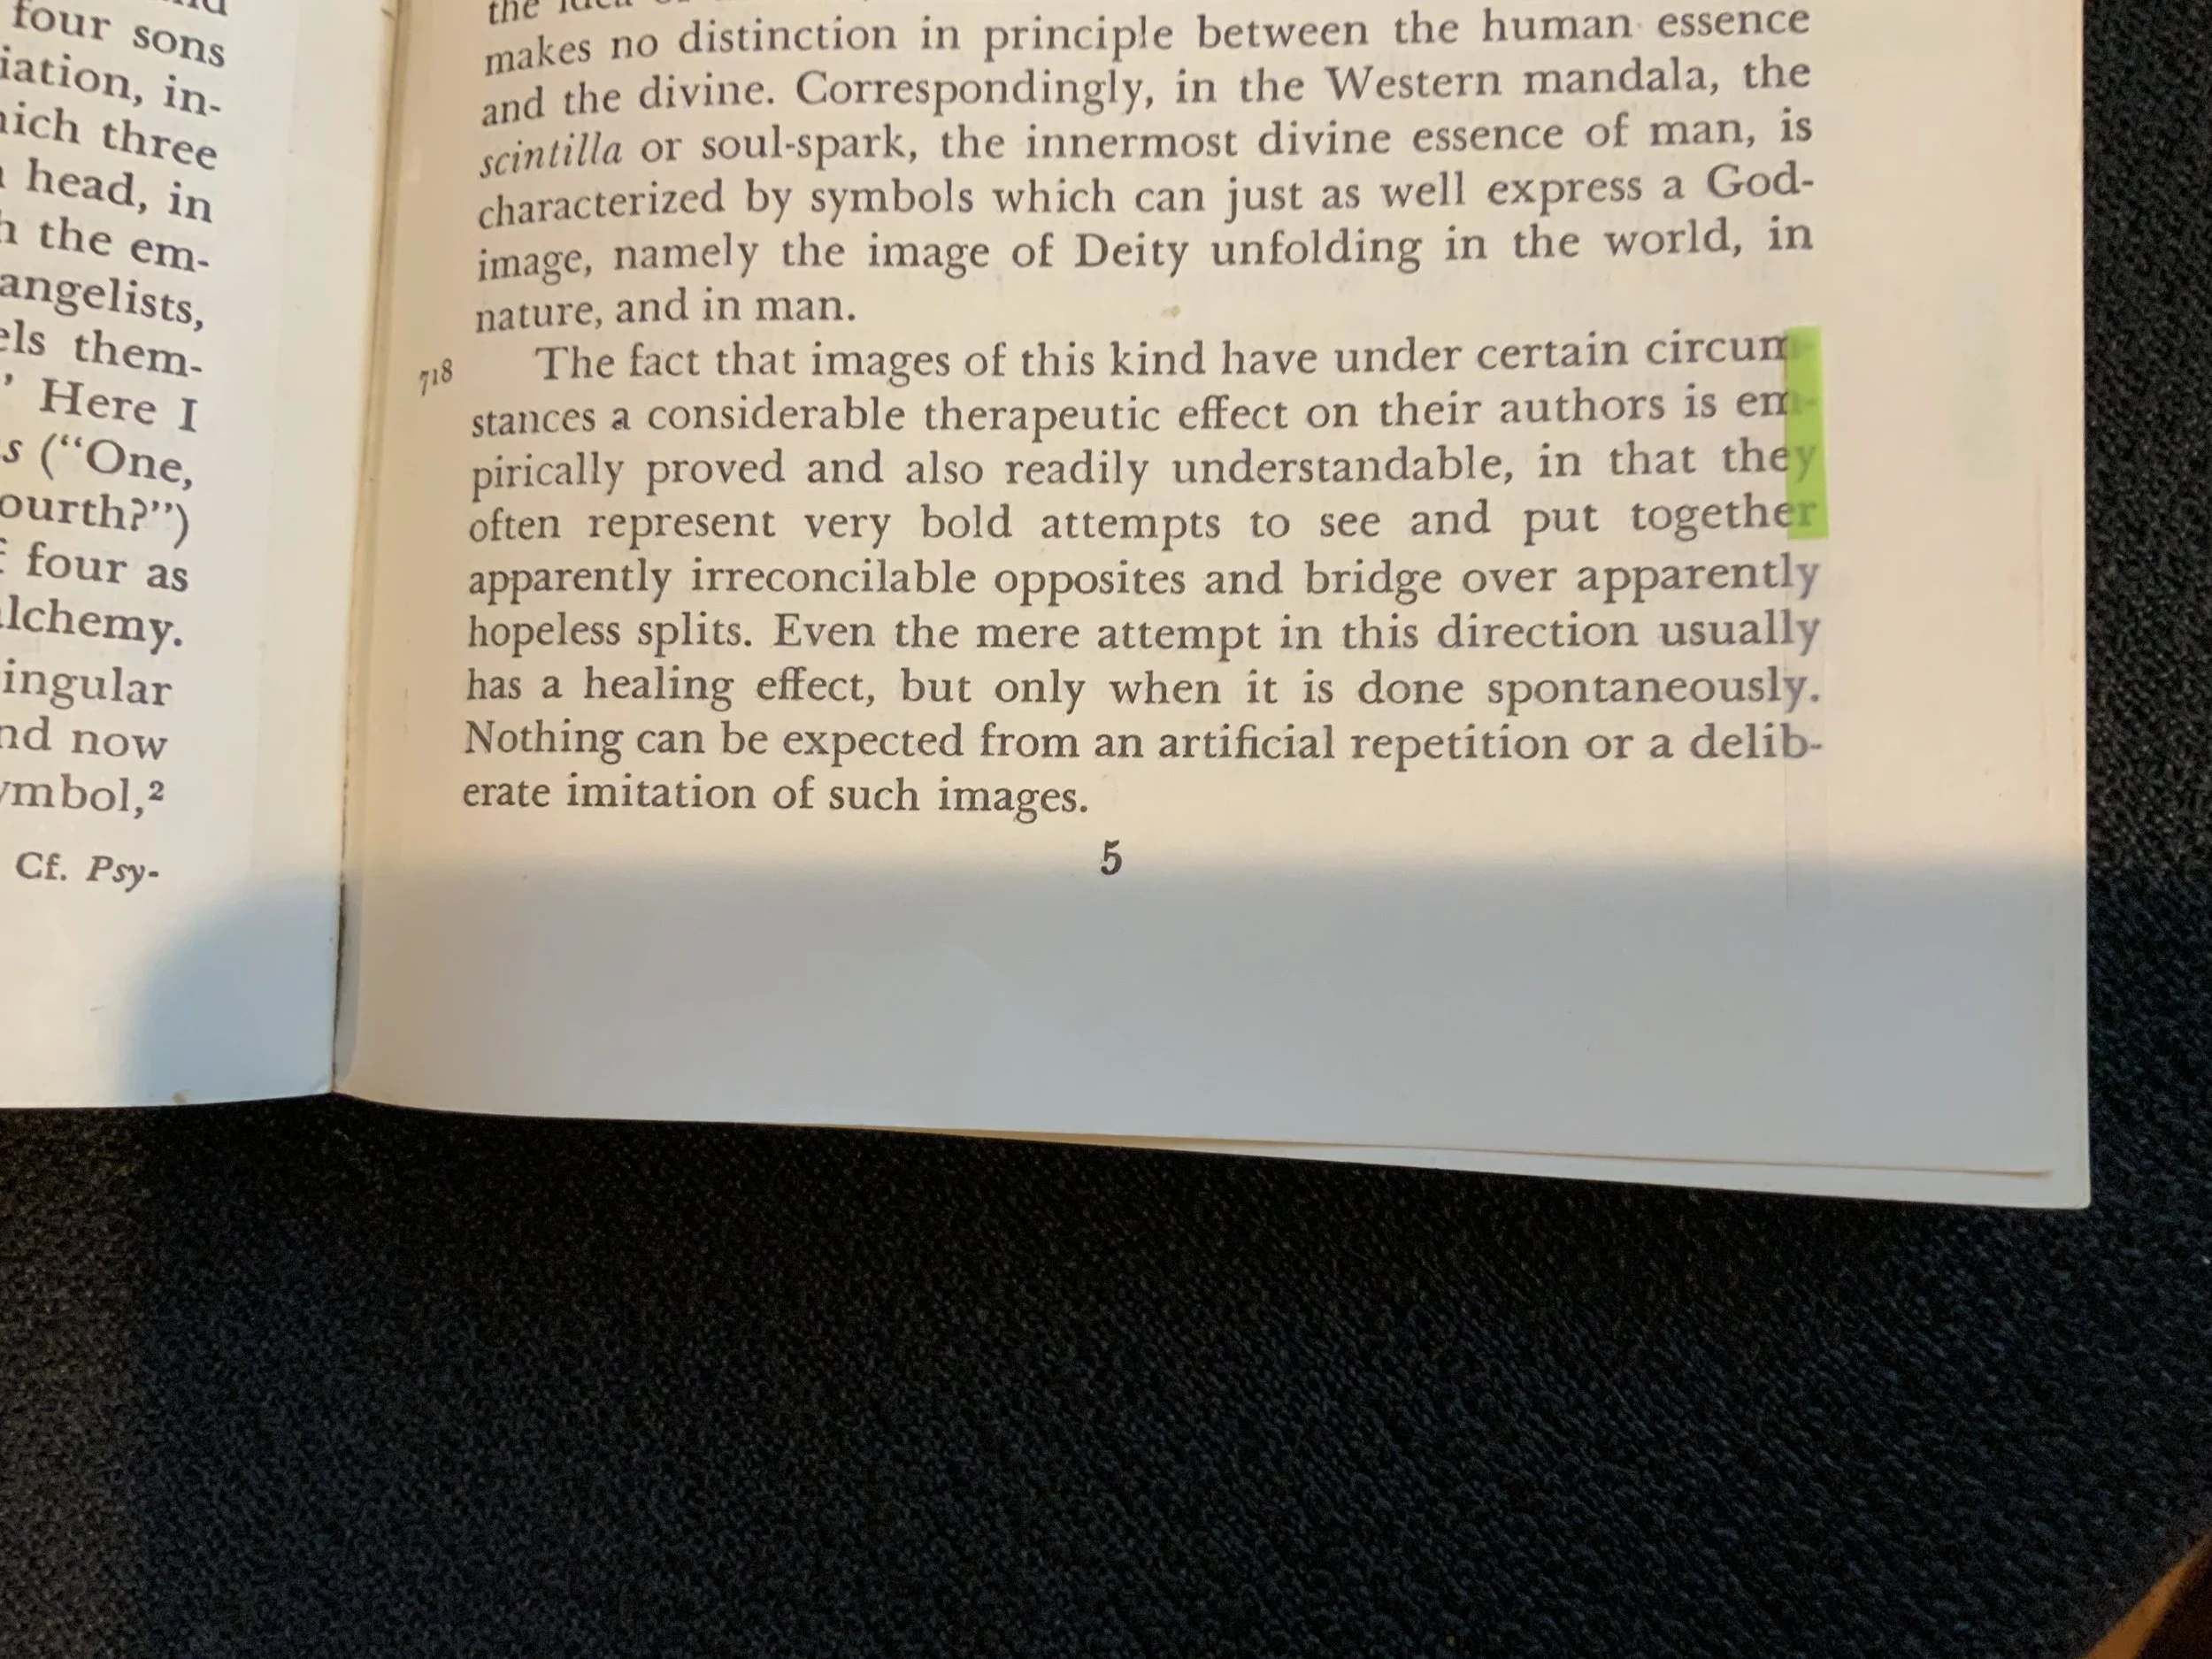 four sons
iation, in-
hich three
head, in
the em-
angelists,
els them-
’ Here I
s (“One,
ourth?”)
four as
lchemy.
ingular
nd now
ymbol,²
Cf. Psy-
the idea of
makes no distinction in principle between the human essence
and the divine. Correspondingly, in the Western mandala, the
scintilla or soul-spark, the innermost divine essence of man, is
characterized by symbols which can just as well express a God-
image, namely the image of Deity unfolding in the world, in
nature, and in man.
718 The fact that images of this kind have under certain circum-
stances a considerable therapeutic effect on their authors is em-
pirically proved and also readily understandable, in that they
often represent very bold attempts to see and put together
apparently irreconcilable opposites and bridge over apparently
hopeless splits. Even the mere attempt in this direction usually
has a healing effect, but only when it is done spontaneously.
Nothing can be expected from an artificial repetition or a delib-
erate imitation of such images.
5